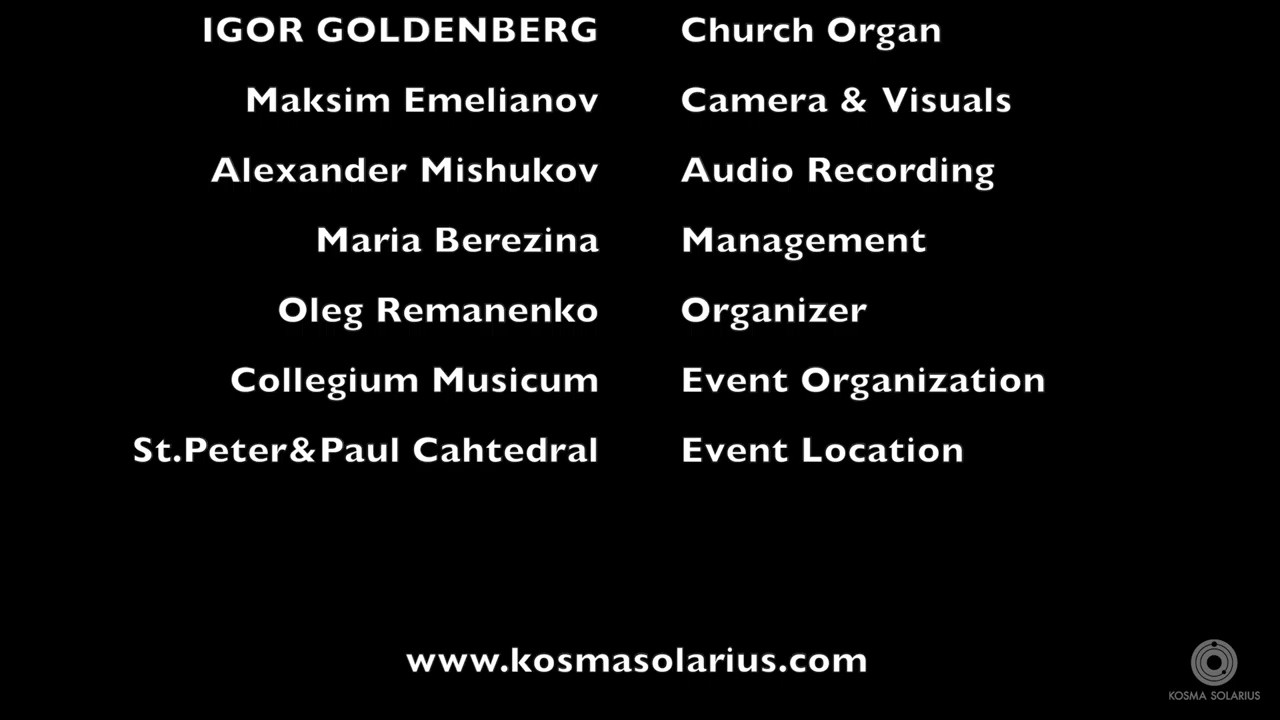 IGOR GOLDENBERG Church Organ
Maksim Emelianov Camera & Visuals
Alexander Mishukov Audio Recording
Maria Berezina Management
Oleg Remanenko Organizer
Collegium Musicum Event Organization
St.Peter&Paul Cahtedral Event Location
www.kosmasolarius.com
KOSMA SOLARIUS